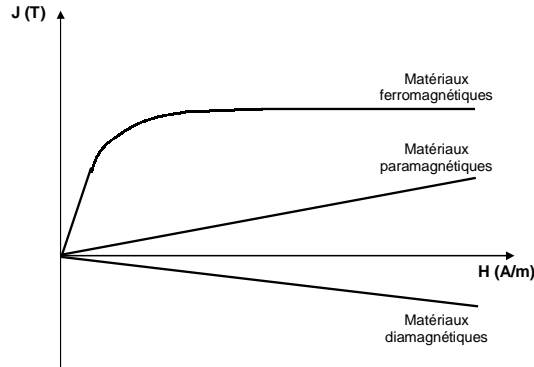 J (T)
Matériaux
ferromagnétiques
Matériaux
paramagnétiques
H (A/m)
Matériaux
diamagnétiques